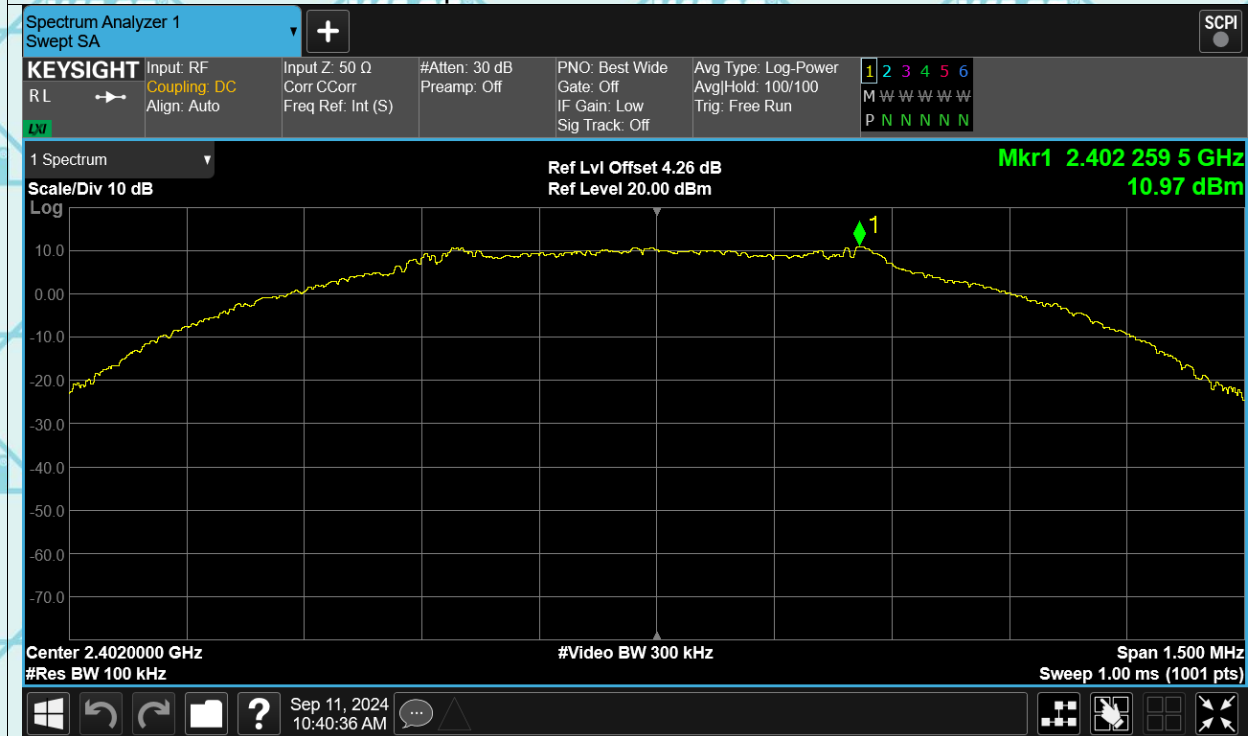 Spectrum Analyzer 1
Swept SA
+
SCPI
KEYSIGHT
RL
LXI
Input: RF
Coupling: DC
Align: Auto
Input Z: 50 Ω
Corr CCorr
Freq Ref: Int (S)
#Atten: 30 dB
Preamp: Off
PNO: Best Wide
Gate: Off
IF Gain: Low
Sig Track: Off
Avg Type: Log-Power
Avg|Hold: 100/100
Trig: Free Run
1 2 3 4 5 6
M W W W W W
P N N N N N
1 Spectrum
Scale/Div 10 dB
Log
Ref Lvl Offset 4.26 dB
Ref Level 20.00 dBm
Mkr1 2.402 259 5 GHz
10.97 dBm
1
10.0
0.00
-10.0
-20.0
-30.0
-40.0
-50.0
-60.0
-70.0
Center 2.4020000 GHz
#Res BW 100 kHz
#Video BW 300 kHz
Span 1.500 MHz
Sweep 1.00 ms (1001 pts)
?
Sep 11, 2024
10:40:36 AM